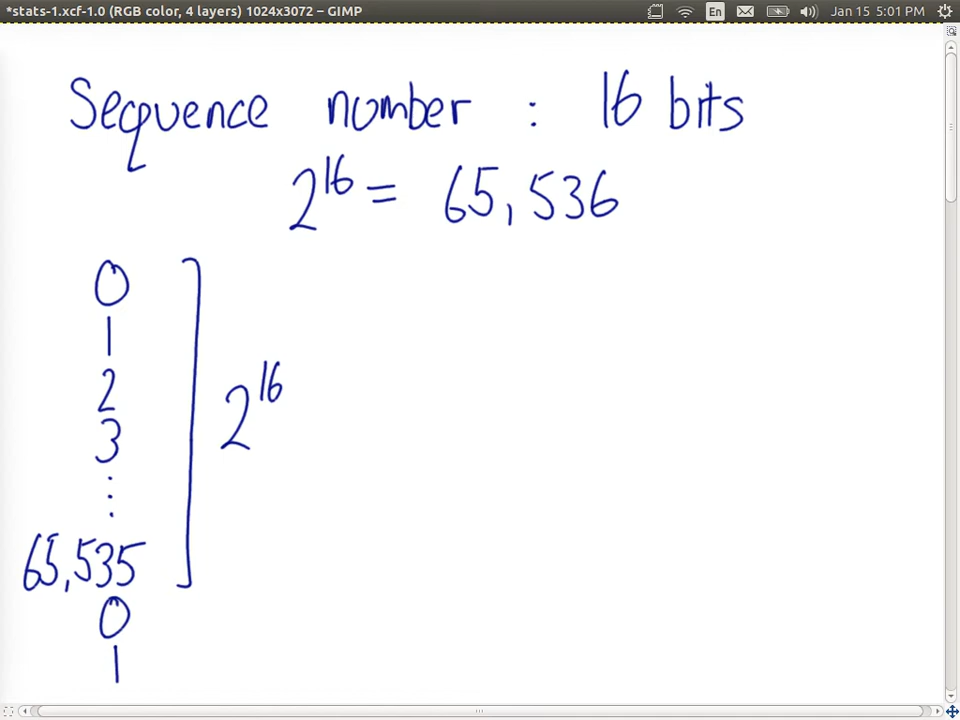 *stats-1.xcf-1.0 (RGB color, 4 layers) 1024x3072 – GIMP
En
Jan 15 5:01 PM
Sequence number : 16 bits
2^16 = 65,536
0
1
2
3
⋮
65,535
2^16
0
1